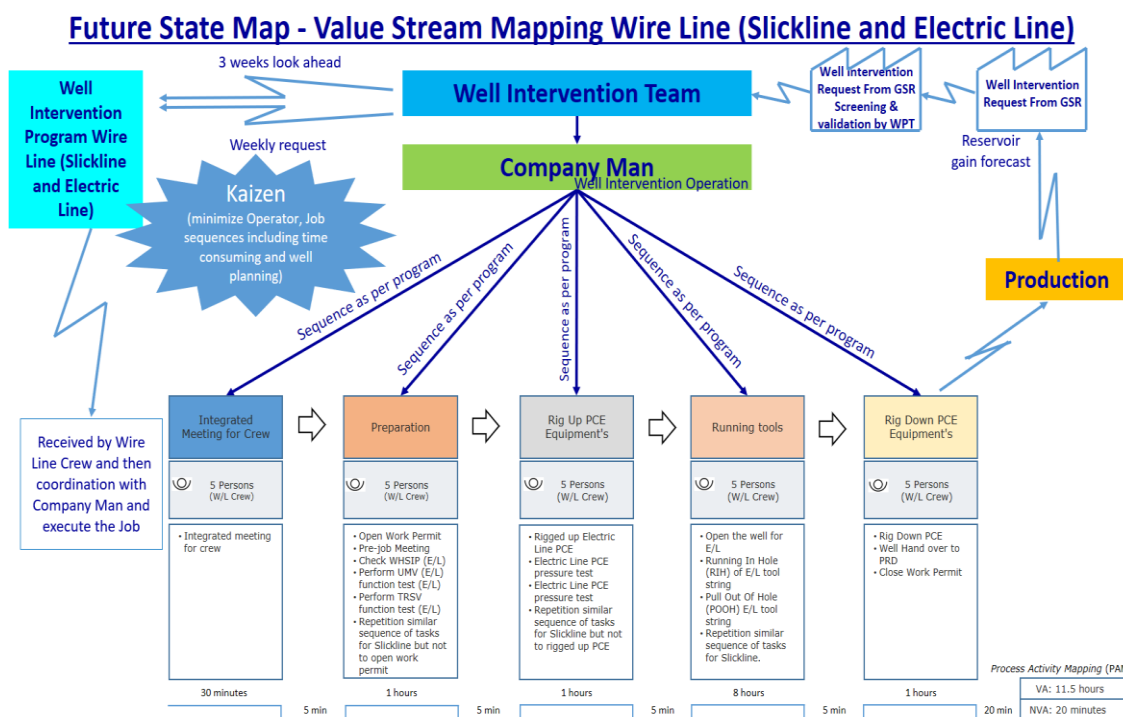 Future State Map - Value Stream Mapping Wire Line (Slickline and Electric Line)
3 weeks look ahead
Well
Intervention
Program Wire
Line (Slickline
and Electric
Line)
Weekly request
Well Intervention Team
Well Intervention
Request From GSR
Screening &
validation by WPT
Well Intervention
Request From GSR
Reservoir
gain forecast
Company Man
Well Intervention Operation
Kaizen
(minimize Operator, Job
sequences including time
consuming and well
planning)
Production
Sequence as per program
Sequence as per program
Sequence as per program
Sequence as per program
Sequence as per program
Received by Wire
Line Crew and then
coordination with
Company Man and
execute the Job
Integrated
Meeting for Crew
5 Persons
(W/L Crew)
• Integrated meeting
for crew
30 minutes
Preparation
5 Persons
(W/L Crew)
• Open Work Permit
• Pre-job Meeting
• Check WHSIP (E/L)
• Perform UMV (E/L)
function test (E/L)
• Perform TRSV
function test (E/L)
• Repetition similar
sequence of tasks
for Slickline but not
to open work
permit
1 hours
Rig Up PCE
Equipment's
5 Persons
(W/L Crew)
• Rigged up Electric
Line PCE
• Electric Line PCE
pressure test
• Electric Line PCE
pressure test
• Repetition similar
sequence of tasks
for Slickline but not
to rigged up PCE
1 hours
Running tools
5 Persons
(W/L Crew)
• Open the well for
E/L
• Running In Hole
(RIH) of E/L tool
string
• Pull Out Of Hole
(POOH) E/L tool
string
• Repetition similar
sequence of tasks
for Slickline.
8 hours
Rig Down PCE
Equipment's
5 Persons
(W/L Crew)
• Rig Down PCE
• Well Hand over to
PRD
• Close Work Permit
1 hours
5 min
5 min
5 min
5 min
20 min
Process Activity Mapping (PAM
VA: 11.5 hours
NVA: 20 minutes